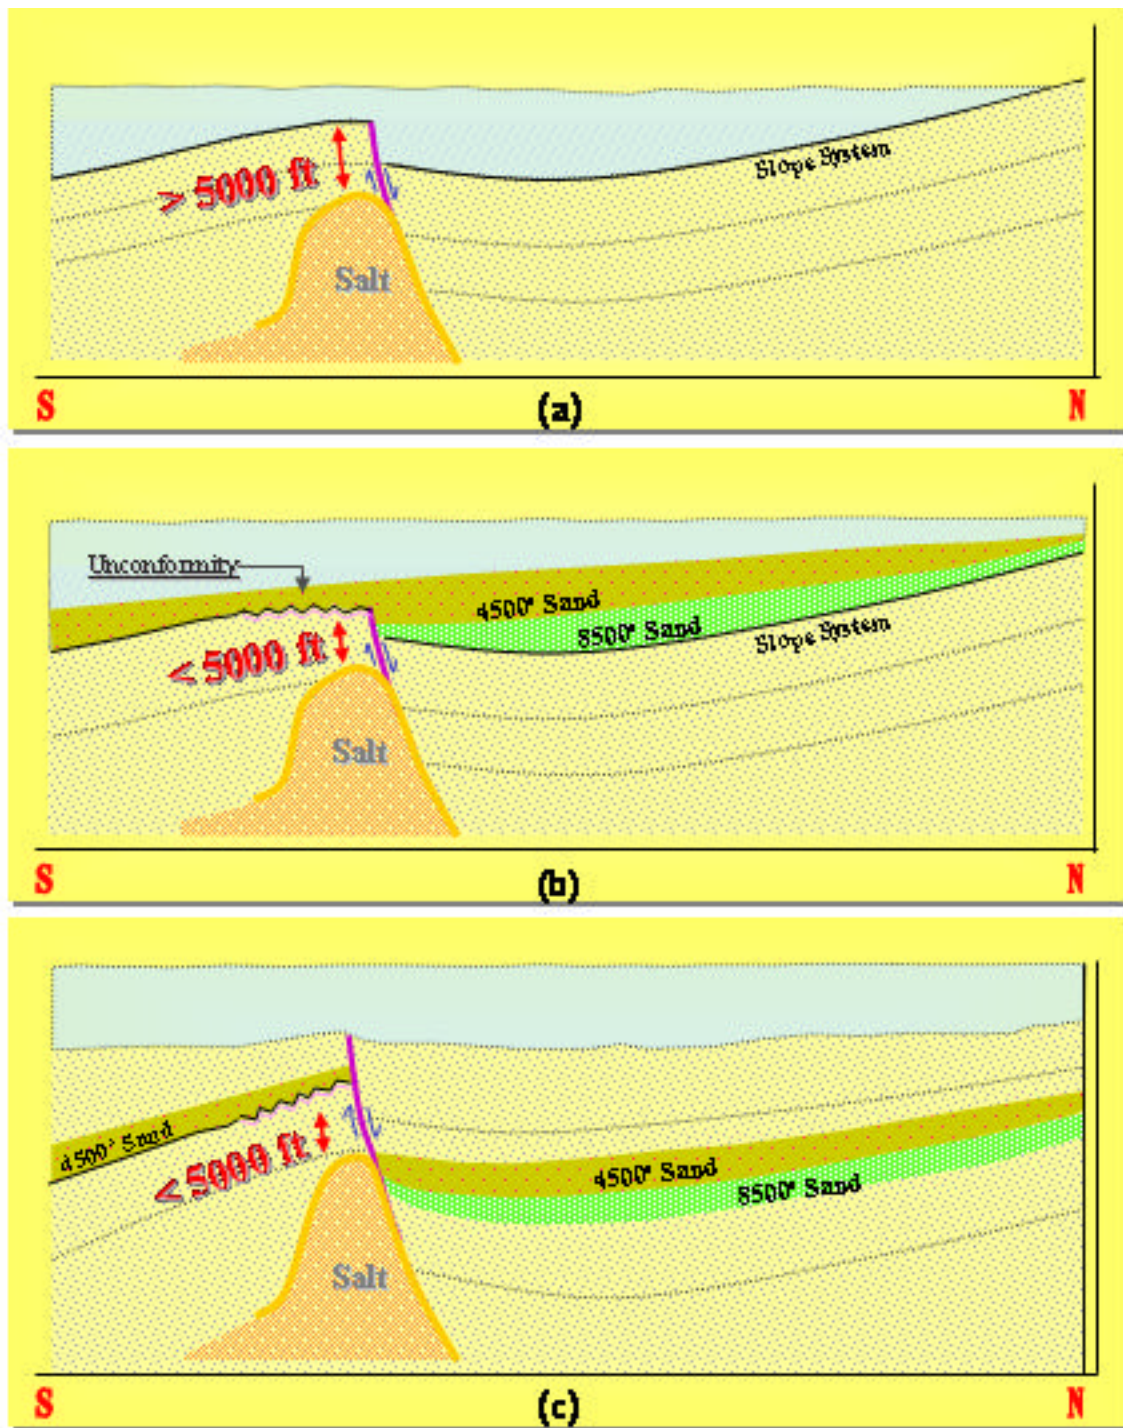 > 5000 ft
Slope System
Salt
S
(a)
N
Unconformity
4500' Sand
8500' Sand
Slope System
< 5000 ft
Salt
S
(b)
N
4500' Sand
< 5000 ft
4500' Sand
8500' Sand
Salt
S
(c)
N